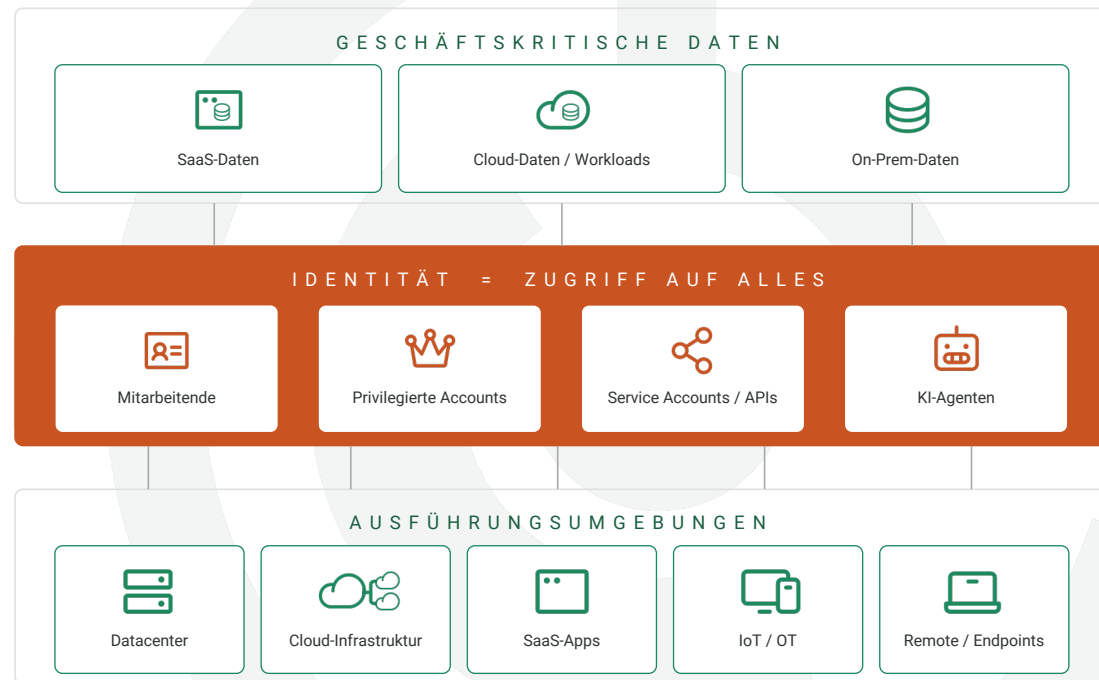 GESCHÄFTSKRITISCHE DATEN
SaaS-Daten
Cloud-Daten / Workloads
On-Prem-Daten
IDENTITÄT = ZUGRIFF AUF ALLES
Mitarbeitende
Privilegierte Accounts
Service Accounts / APIs
KI-Agenten
AUSFÜHRUNGSUMGEBUNGEN
Datacenter
Cloud-Infrastruktur
SaaS-Apps
IoT / OT
Remote / Endpoints